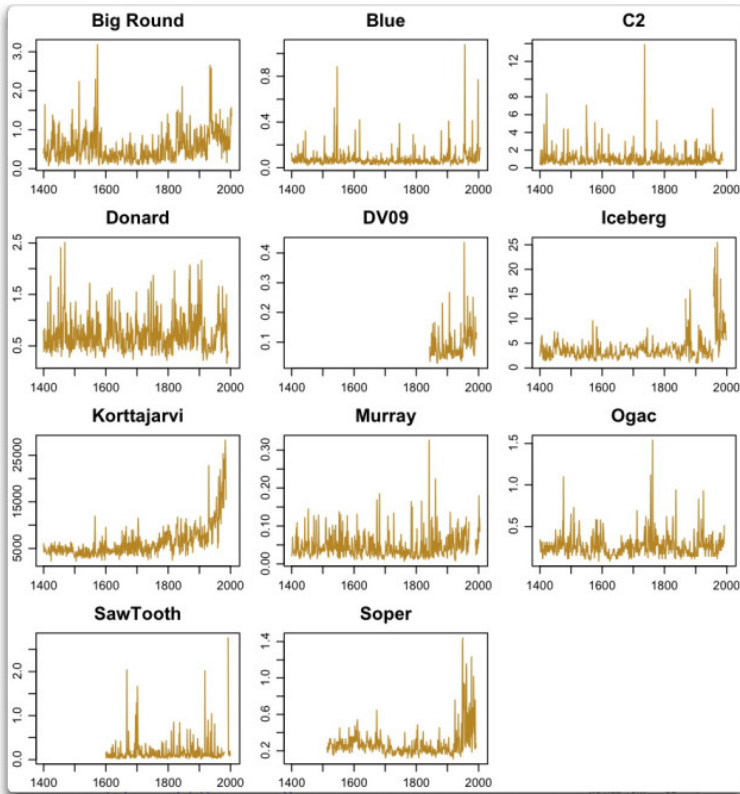 Big Round Blue C2
3.0
2.0
1.0
0.0
1400 1600 1800 2000
0.8
0.4
0.0
1400 1600 1800 2000
12
8
6
4
2
0
1400 1600 1800 2000
Donard DV09 Iceberg
2.5
1.5
0.5
1400 1600 1800 2000
0.4
0.3
0.2
0.1
1400 1600 1800 2000
25
20
15
10
5
0
1400 1600 1800 2000
Korttajarvi Murray Ogac
25000
15000
5000
1400 1600 1800 2000
0.30
0.20
0.10
0.00
1400 1600 1800 2000
1.5
1.0
0.5
1400 1600 1800 2000
SawTooth Soper
2.0
1.0
0.0
1400 1600 1800 2000
1.4
1.0
0.6
0.2
1400 1600 1800 2000